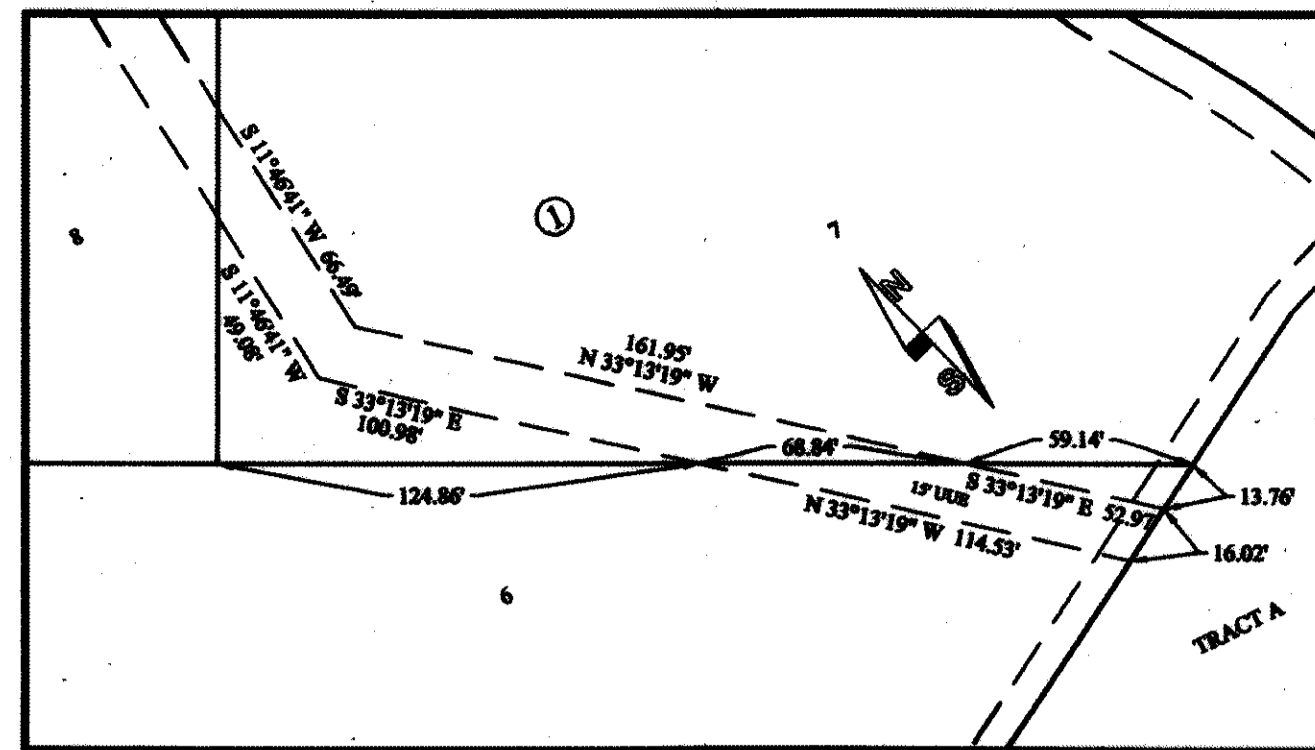 8
S 11°46'41" W 66.49'
S 11°46'41" W
49.08'
1
7
N
S
161.95'
N 33°13'19" W
S 33°13'19" E
100.98'
68.84'
59.14'
124.86'
15' UUE
S 33°13'19" E 52.97'
13.76'
N 33°13'19" W 114.53'
16.02'
6
TRACT A